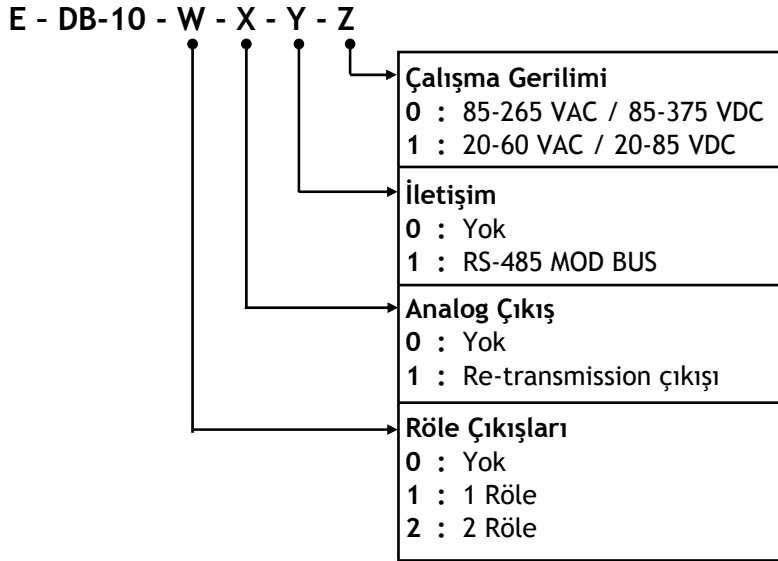 E - DB-10 - W - X - Y - Z
Çalışma Gerilimi
0 : 85-265 VAC / 85-375 VDC
1 : 20-60 VAC / 20-85 VDC
İletişim
0 : Yok
1 : RS-485 MOD BUS
Analog Çıkış
0 : Yok
1 : Re-transmission çıkışı
Röle Çıkışları
0 : Yok
1 : 1 Röle
2 : 2 Röle